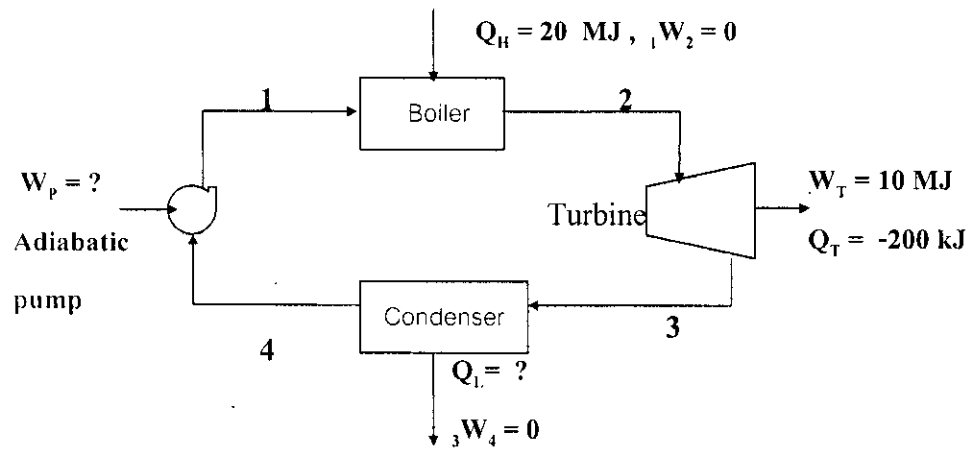 Q_H = 20 MJ , ₁W₂ = 0
1
Boiler
2
W_P = ?
Adiabatic
pump
Turbine
W_T = 10 MJ
Q_T = -200 kJ
Condenser
4
3
Q_L = ?
₃W₄ = 0